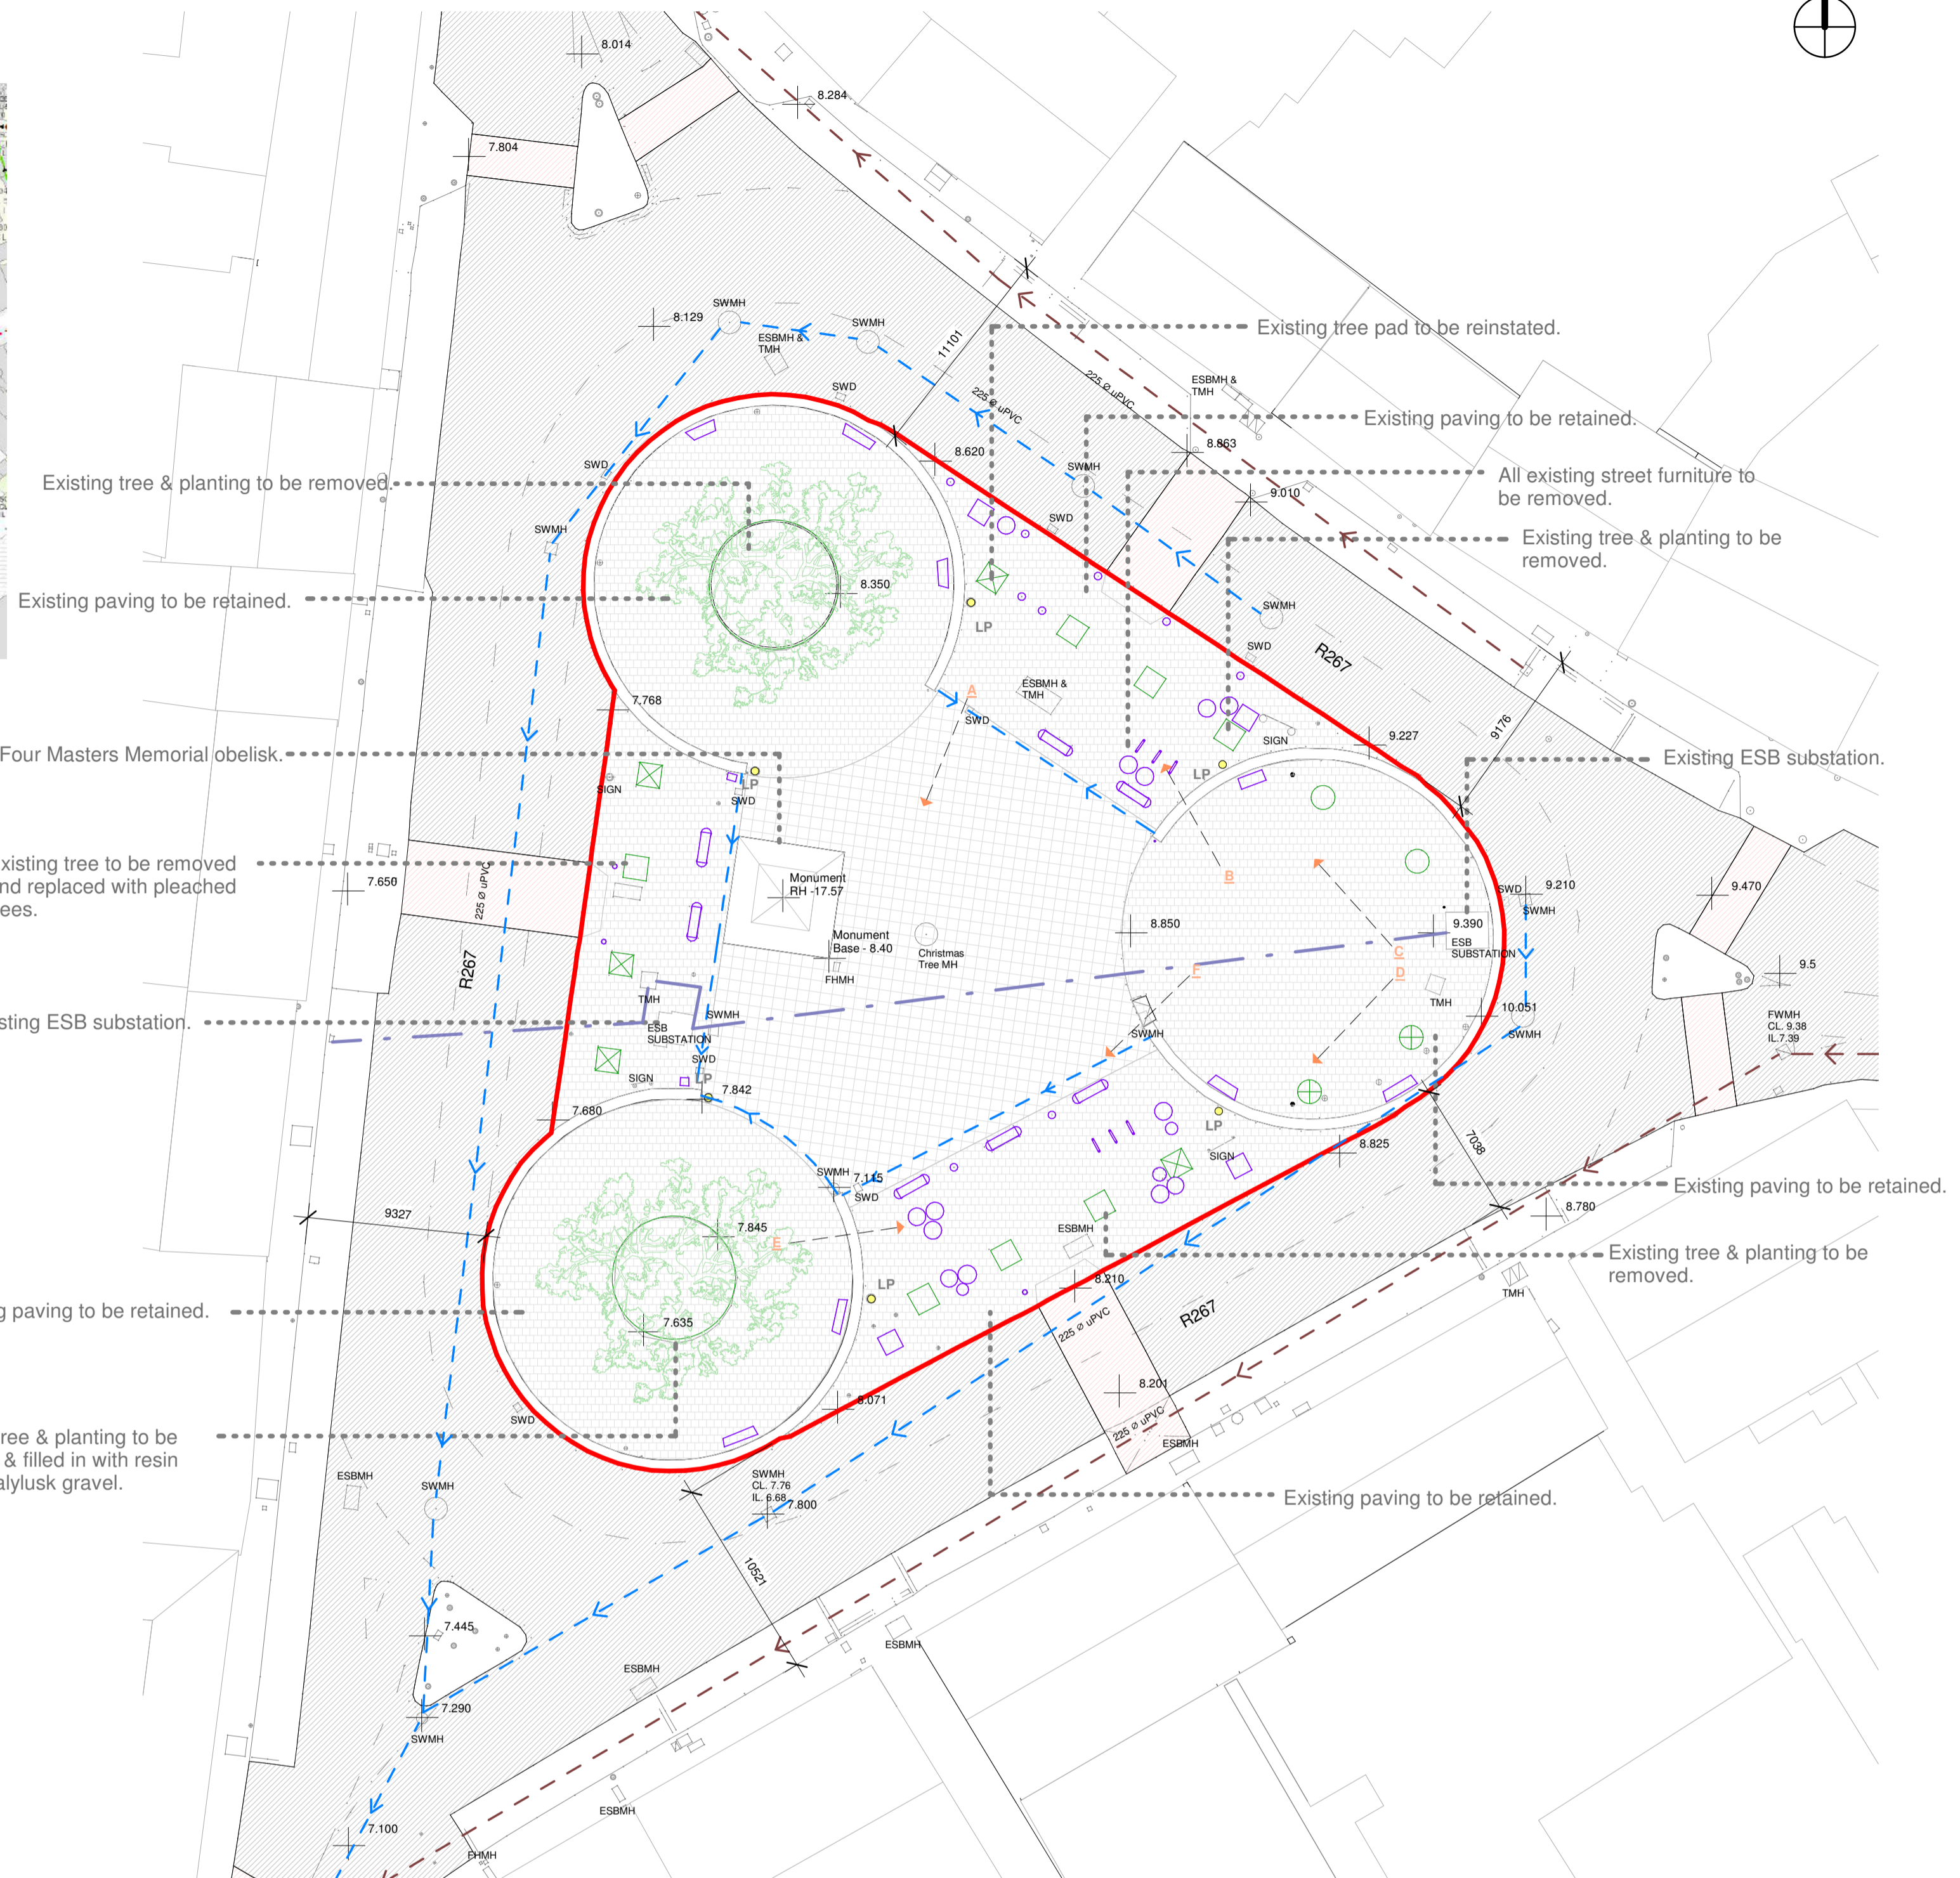 8.014
8.284
7.804
SWMH
8.129
SWMH
ESBMH &
TMH
11101
Existing tree pad to be reinstated.
225 Ø uPVC
225 Ø uPVC
ESBMH &
TMH
SWD
Existing paving to be retained.
8.863
8.620
SWD
SWMH
All existing street furniture to
be removed.
Existing tree & planting to be removed.
9.010
SWD
SWMH
Existing tree & planting to be
removed.
8.350
Existing paving to be retained.
SWMH
LP
SWD
R267
ESBMH &
TMH
A
7.768
SWD
9176
SIGN
9.227
Four Masters Memorial obelisk.
Existing ESB substation.
LP
LP
SIGN
SWD
xisting tree to be removed
nd replaced with pleached
ees.
7.650
225 Ø uPVC
Monument
RH -17.57
B
SWD
9.210
SWMH
9.470
8.850
9.390
Monument
Base - 8.40
Christmas
Tree MH
ESB
SUBSTATION
C
R267
FHMH
F
D
9.5
TMH
TMH
10.051
SWMH
FWMH
CL. 9.38
IL.7.39
sting ESB substation.
ESB
SUBSTATION
SWMH
SWMH
SWD
SIGN
LP
7.842
7.680
LP
8.825
7038
SIGN
SWMH
7.115
SWD
Existing paving to be retained.
9327
7.845
8.780
ESBMH
E
Existing tree & planting to be
removed.
8.210
LP
TMH
g paving to be retained.
7.635
225 Ø uPVC
R267
8.201
8.071
SWD
225 Ø uPVC
ree & planting to be
& filled in with resin
alylusk gravel.
ESBMH
ESBMH
SWMH
SWMH
CL. 7.76
IL. 6.68
7.800
Existing paving to be retained.
10521
7.445
ESBMH
ESBMH
7.290
SWMH
ESBMH
7.100
FHMH